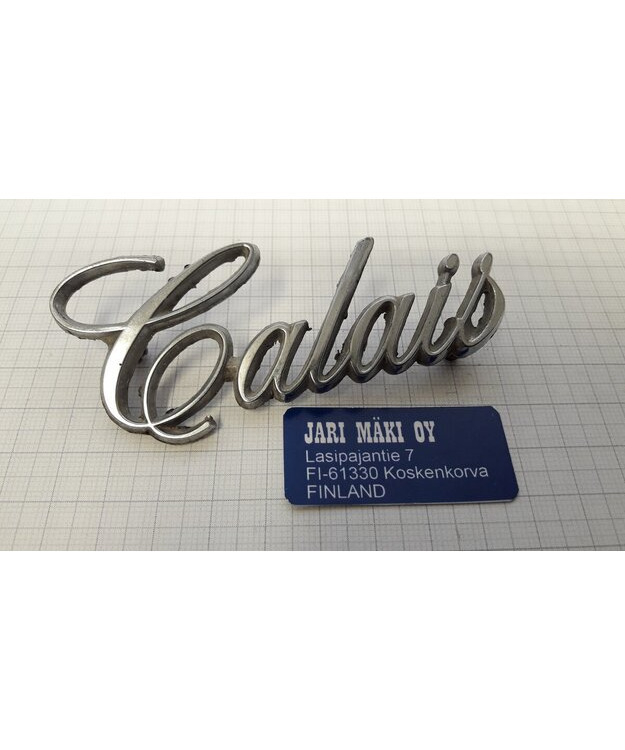 Calais
JARI MÄKI OY
Lasipajantie 7
FI-61330 Koskenkorva
FINLAND